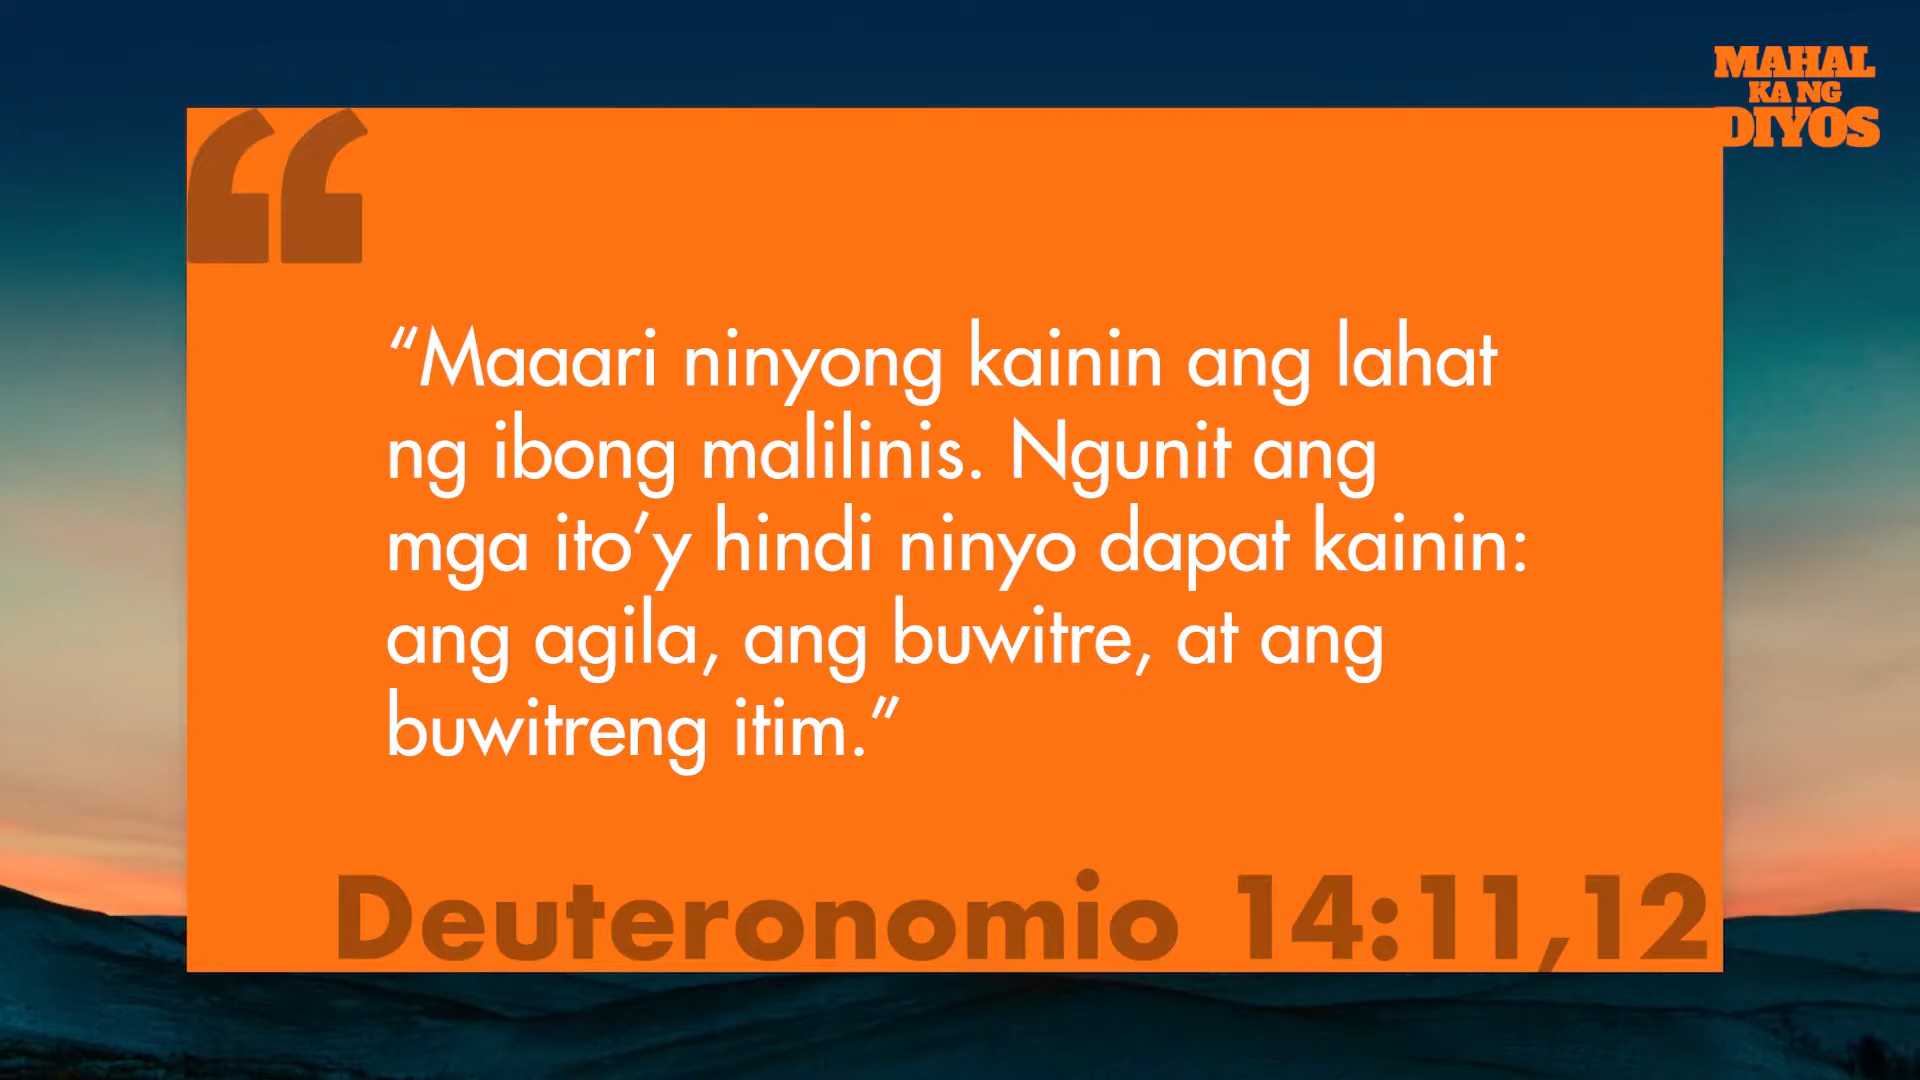 MAHAL
KA NG
DIYOS
“Maaari ninyong kainin ang lahat
ng ibong malilinis. Ngunit ang
mga ito’y hindi ninyo dapat kainin:
ang agila, ang buwitre, at ang
buwitreng itim.”
Deuteronomio 14:11,12